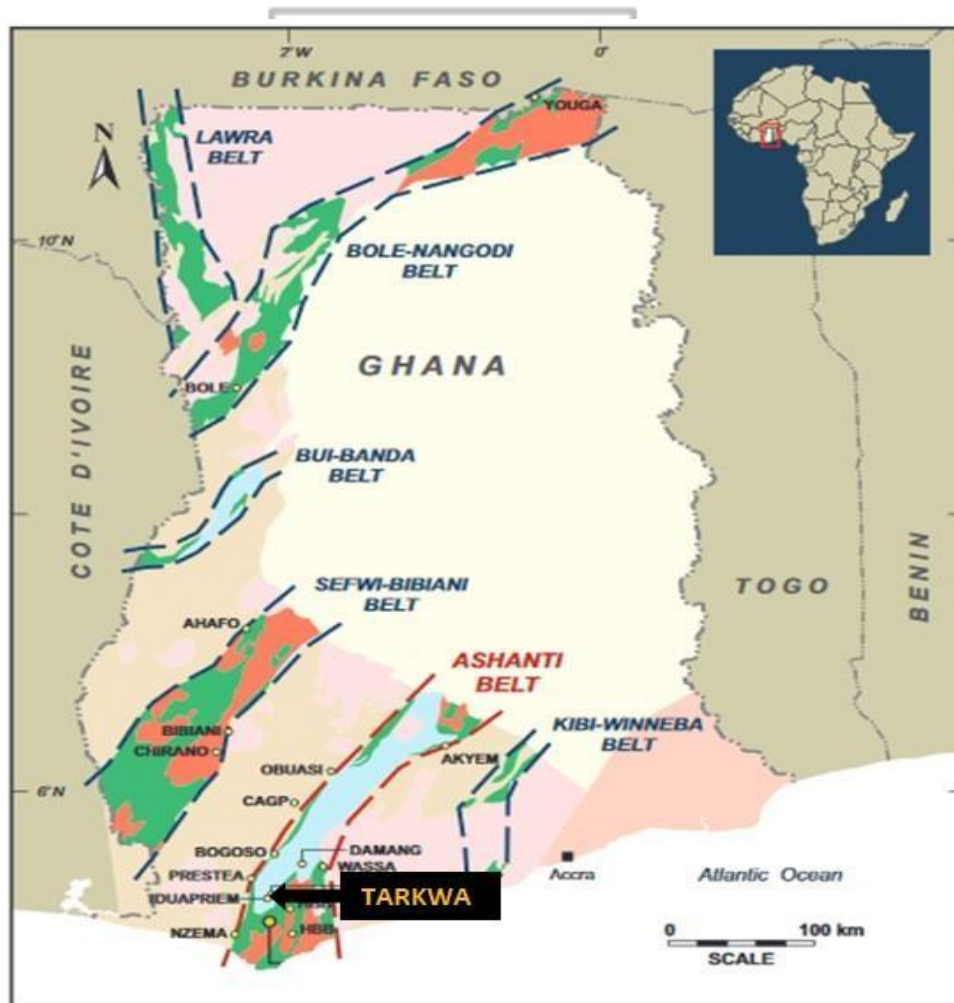 2°W
0°
BURKINA FASO
YOUGA
N
LAWRA
BELT
10°N
BOLE-NANGODI
BELT
GHANA
BOLE
COTE D'IVOIRE
BUI-BANDA
BELT
SEFWI-BIBIANI
BELT
TOGO
BENIN
AHAFO
ASHANTI
BELT
KIBI-WINNEBA
BELT
BIBIANI
CHIRANO
AKYEM
OBUASI
6°N
CAGP
BOGOSO
DAMANG
WASSA
PRESTEA
Accra
Atlantic Ocean
IDUAPRIEM
TARKWA
NZEMA
HBB
0 100 km
SCALE